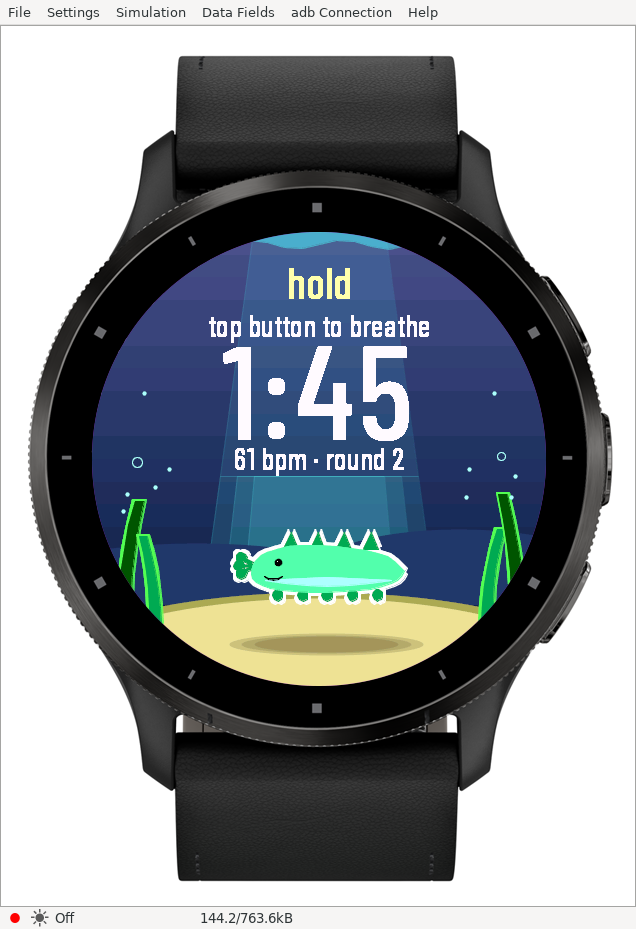 File Settings Simulation Data Fields adb Connection Help
hold
top button to breathe
1:45
61 bpm · round 2
Off 144.2/763.6kB